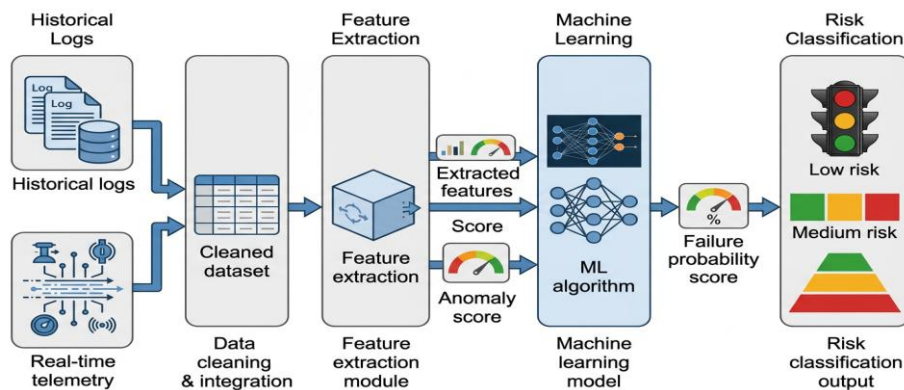 Historical
Logs
Feature
Extraction
Machine
Learning
Risk
Classification
Log
Log
Historical logs
Real-time
telemetry
Cleaned
dataset
Data
cleaning
& integration
Feature extraction
Feature
extraction
module
Extracted
features
Score
Anomaly
score
ML
algorithm
Machine
learning
model
%
Failure
probability
score
Low risk
Medium risk
Risk
classification
output